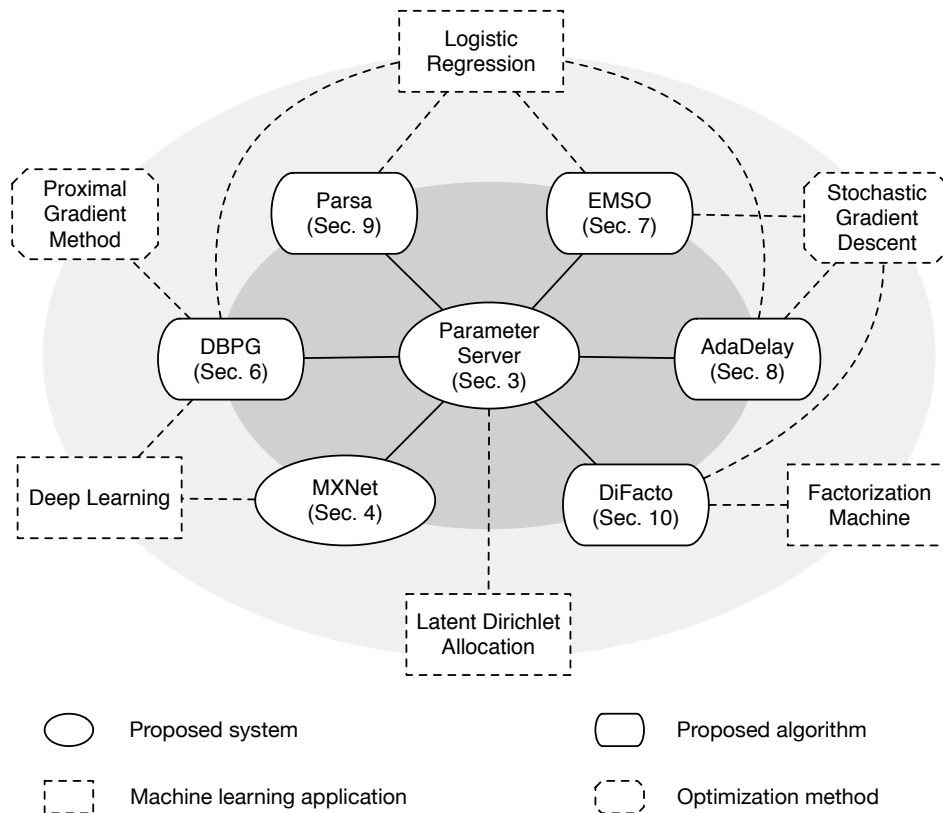 Logistic
Regression
Proximal
Gradient
Method
Parsa
(Sec. 9)
EMSO
(Sec. 7)
Stochastic
Gradient
Descent
DBPG
(Sec. 6)
Parameter
Server
(Sec. 3)
AdaDelay
(Sec. 8)
Deep Learning
MXNet
(Sec. 4)
DiFacto
(Sec. 10)
Factorization
Machine
Latent Dirichlet
Allocation
Proposed system
Proposed algorithm
Machine learning application
Optimization method